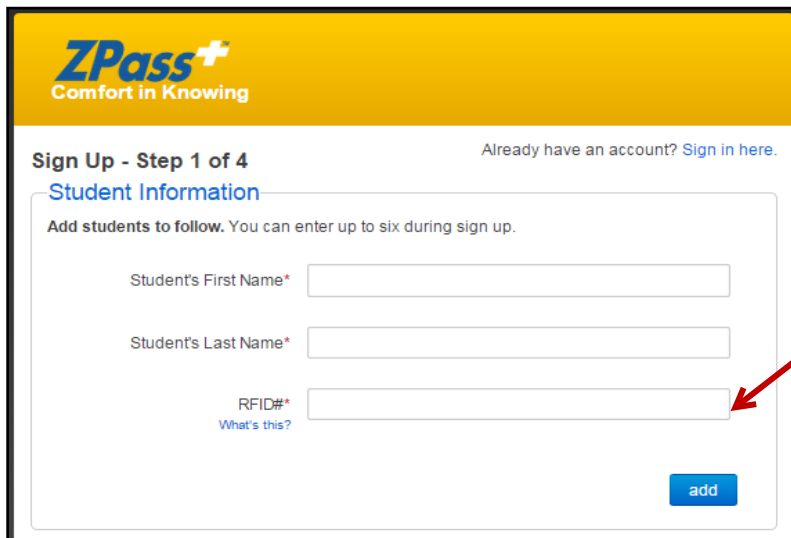 ZPass+™
Comfort in Knowing
Already have an account? Sign in here.
Sign Up - Step 1 of 4
Student Information
Add students to follow. You can enter up to six during sign up.
Student's First Name*
Student's Last Name*
RFID#*
What's this?
add